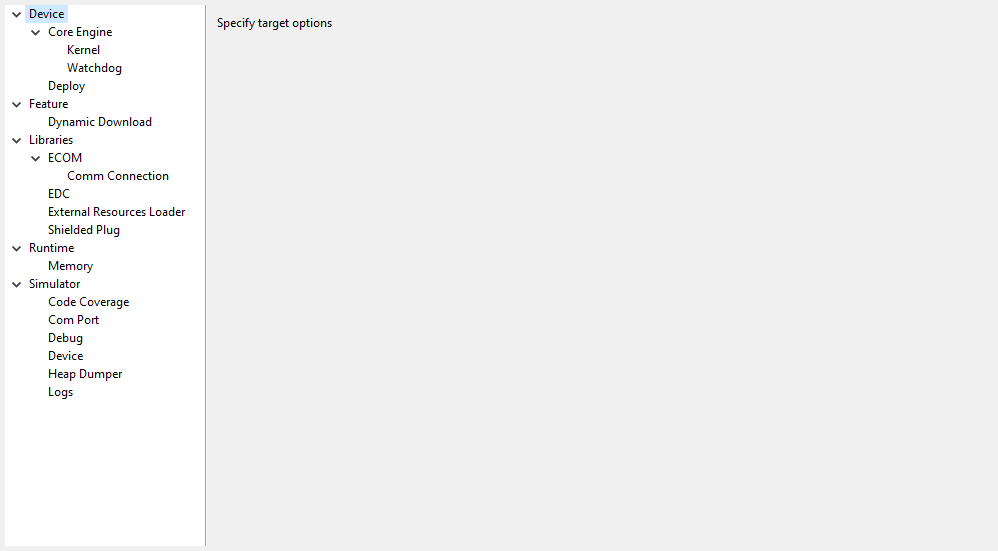 Device
Core Engine
Kernel
Watchdog
Deploy
Feature
Dynamic Download
Libraries
ECOM
Comm Connection
EDC
External Resources Loader
Shielded Plug
Runtime
Memory
Simulator
Code Coverage
Com Port
Debug
Device
Heap Dumper
Logs
Specify target options